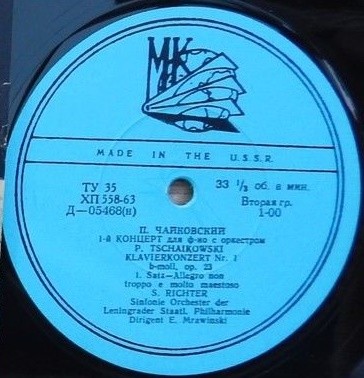 МК
MADE IN THE U.S.S.R.
ТУ 35
ХП 558-63
Д—05468(н)
33 1/3 об. в мин.
Вторая гр.
1-00
П. ЧАЙКОВСКИЙ
1-й КОНЦЕРТ для ф-но с оркестром
P. TSCHAIKOWSKI
KLAVIERKONZERT Nr. 1
b-moll, op. 23
1. Satz—Allegro non
troppo e molto maestoso
S. RICHTER
Sinfonie Orchester der
Leningrader Staatl. Philharmonie
Dirigent E. Mrawinski